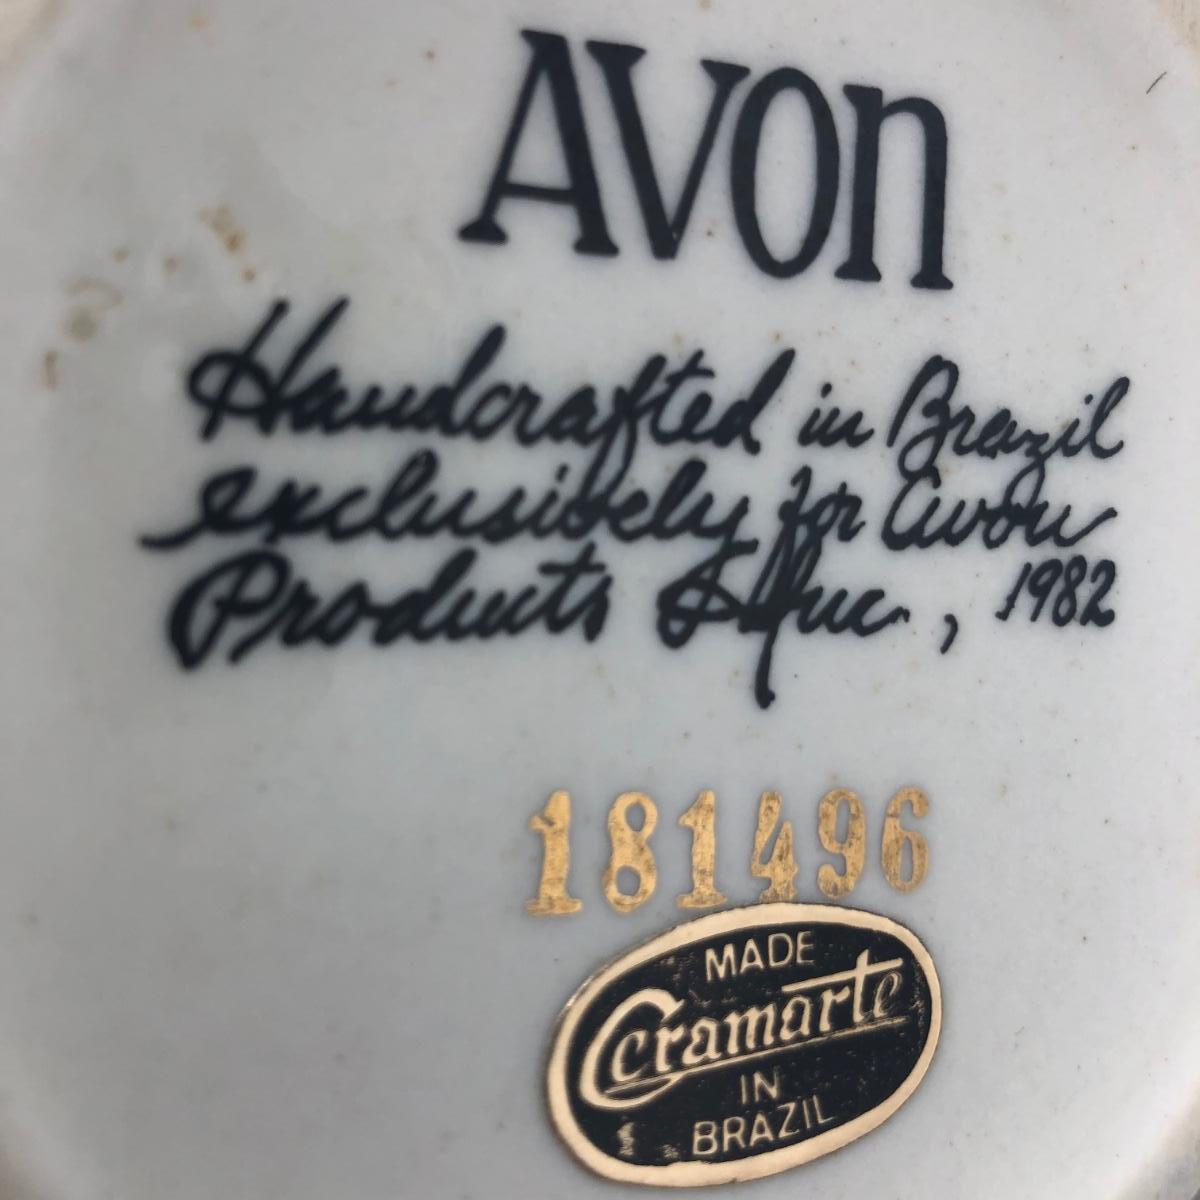 AVON
Handcrafted in Brazil
exclusively for Avon
Products Inc., 1982
181496
MADE
Ceramarte
IN
BRAZIL